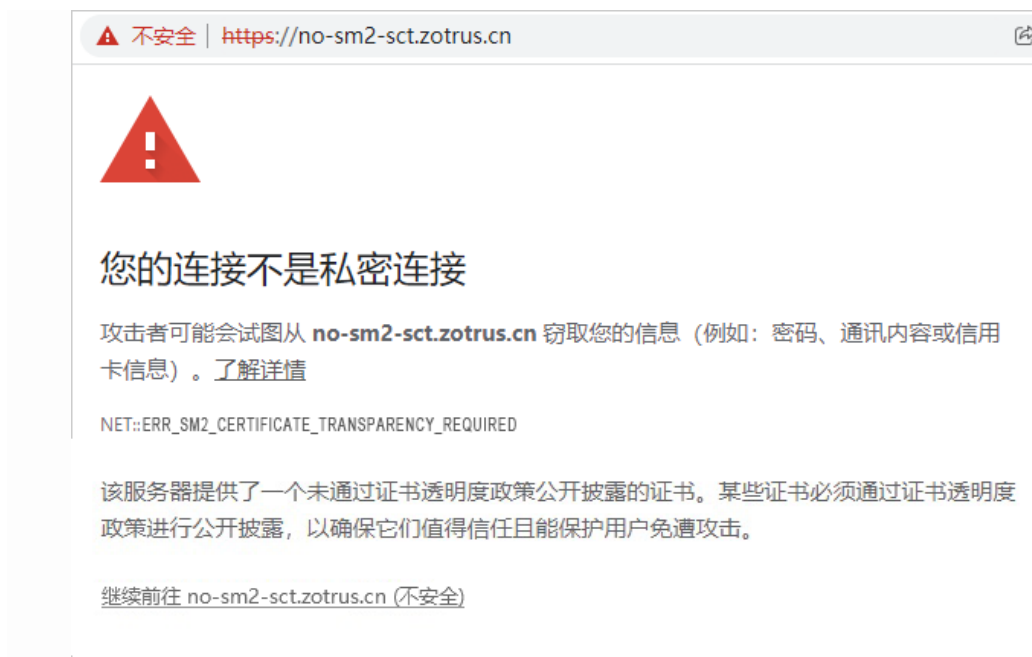 不安全 | https://no-sm2-sct.zotrus.cn
您的连接不是私密连接
攻击者可能会试图从 no-sm2-sct.zotrus.cn 窃取您的信息（例如：密码、通讯内容或信用
卡信息）。了解详情
NET::ERR_SM2_CERTIFICATE_TRANSPARENCY_REQUIRED
该服务器提供了一个未通过证书透明度政策公开披露的证书。某些证书必须通过证书透明度
政策进行公开披露，以确保它们值得信任且能保护用户免遭攻击。
继续前往 no-sm2-sct.zotrus.cn (不安全)